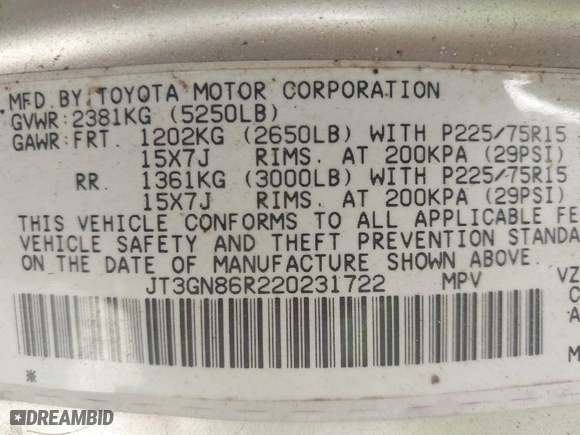 MFD.BY TOYOTA MOTOR CORPORATION
GVWR:2381KG (5250LB)
GAWR:FRT. 1202KG (2650LB) WITH P225/75R15
15X7J RIMS. AT 200KPA (29PSI)
RR. 1361KG (3000LB) WITH P225/75R15
15X7J RIMS. AT 200KPA (29PSI)
THIS VEHICLE CONFORMS TO ALL APPLICABLE FE
VEHICLE SAFETY AND THEFT PREVENTION STANDA
ON THE DATE OF MANUFACTURE SHOWN ABOVE.
JT3GN86R220231722 MPV VZ
C
A
M
*
DREAMBID